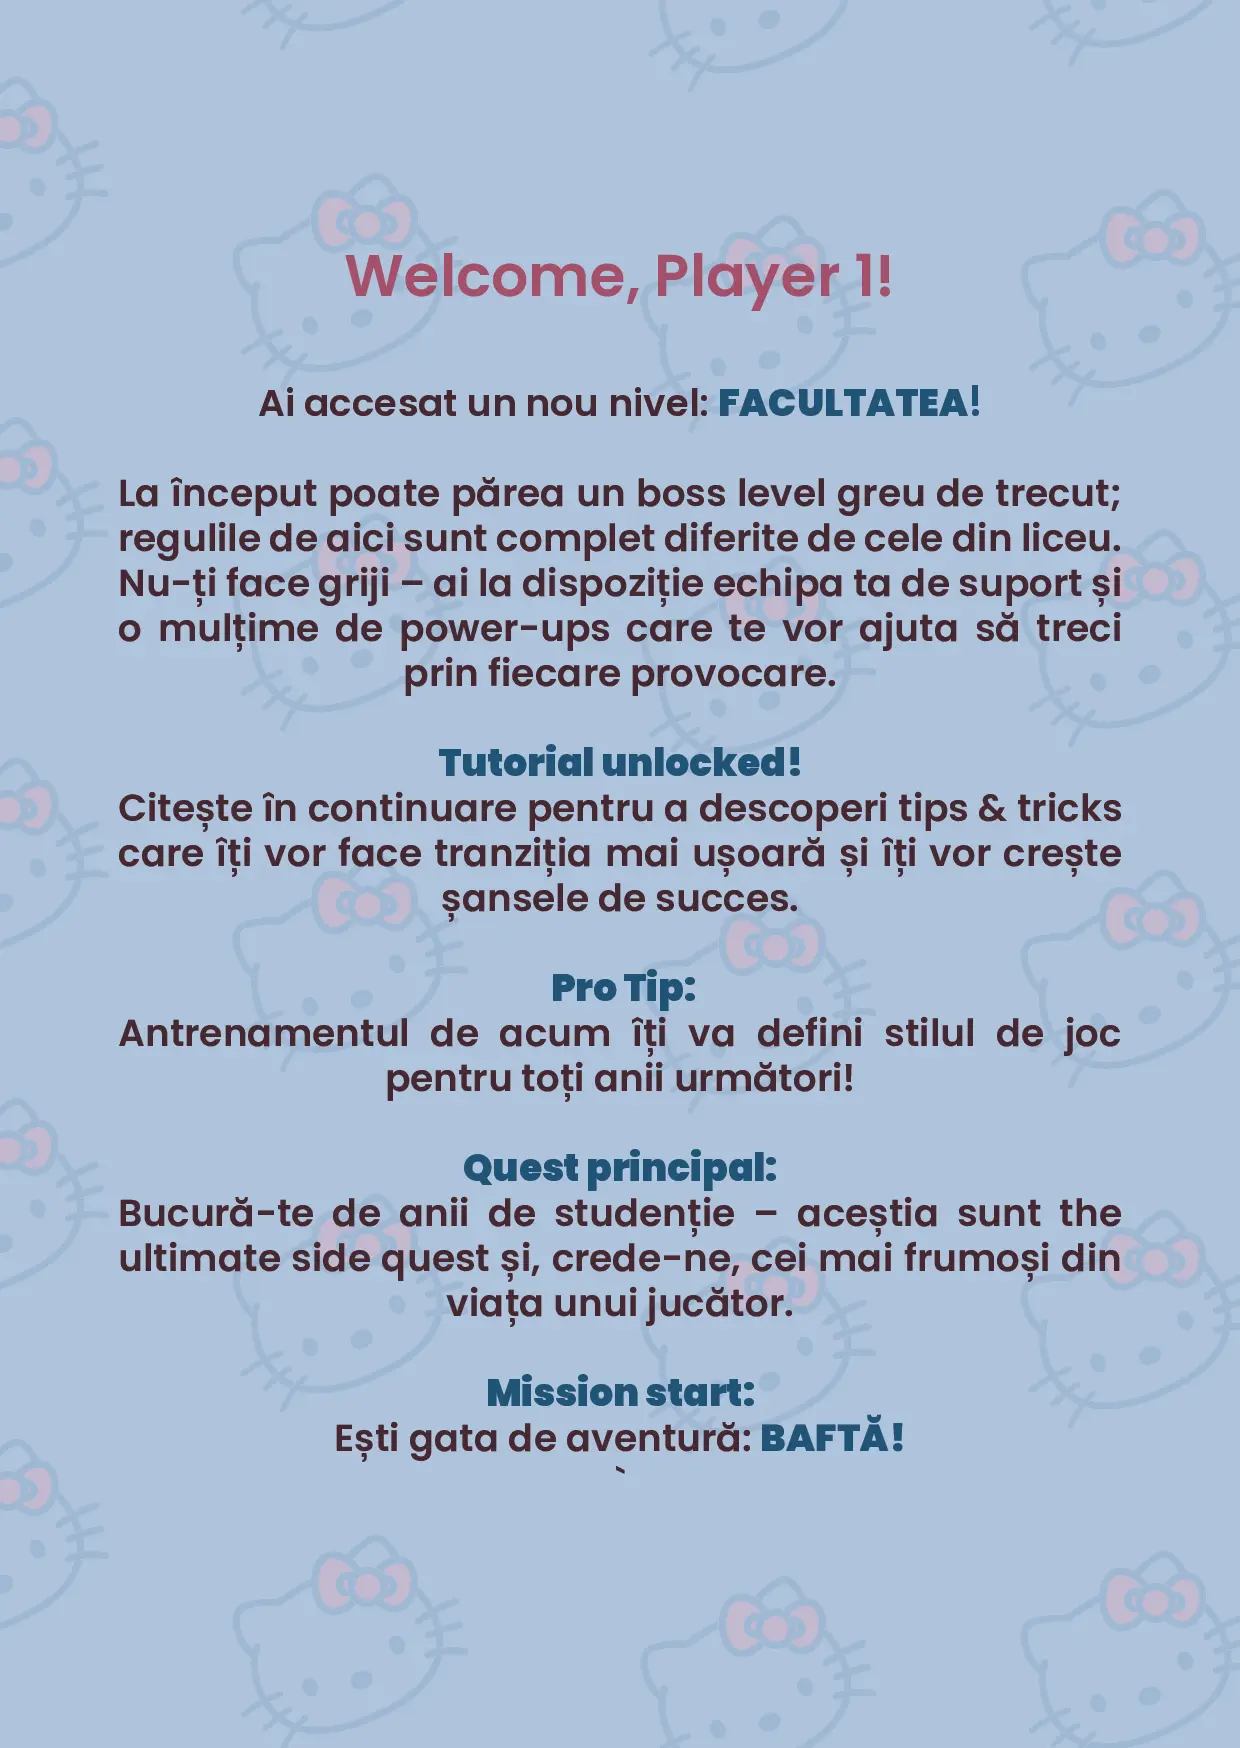 Welcome, Player 1!
Ai accesat un nou nivel: FACULTATEA!
La început poate părea un boss level greu de trecut;
regulile de aici sunt complet diferite de cele din liceu.
Nu-ți face griji – ai la dispoziție echipa ta de suport și
o mulțime de power-ups care te vor ajuta să treci
prin fiecare provocare.
Tutorial unlocked!
Citește în continuare pentru a descoperi tips & tricks
care îți vor face tranziția mai ușoară și îți vor crește
șansele de succes.
Pro Tip:
Antrenamentul de acum îți va defini stilul de joc
pentru toți anii următori!
Quest principal:
Bucură-te de anii de studenție – aceștia sunt the
ultimate side quest și, crede-ne, cei mai frumoși din
viața unui jucător.
Mission start:
Ești gata de aventură: BAFTĂ!
`